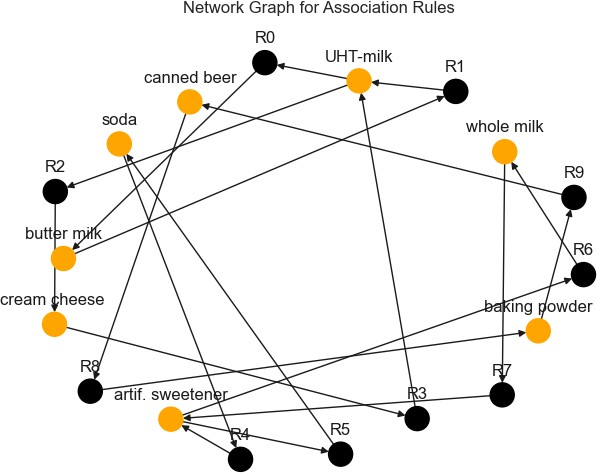 Network Graph for Association Rules
R0
UHT-milk
R1
canned beer
soda
whole milk
R2
R9
butter milk
R6
cream cheese
baking powder
R8
R7
artif. sweetener
R3
R4
R5